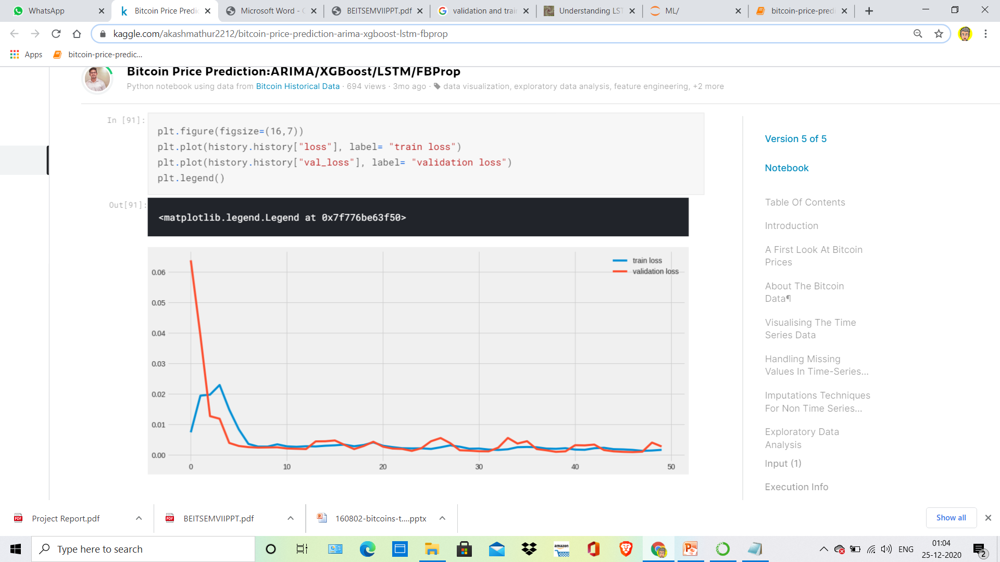 WhatsApp
Bitcoin Price Predic
Microsoft Word -
BEITSEMVIIPPT.pdf
validation and train
Understanding LST
ML/
bitcoin-price-pred
kaggle.com/akashmathur2212/bitcoin-price-prediction-arima-xgboost-lstm-fbprop
Apps
bitcoin-price-predic...
Bitcoin Price Prediction:ARIMA/XGBoost/LSTM/FBProp
Python notebook using data from Bitcoin Historical Data · 694 views · 3mo ago · data visualization, exploratory data analysis, feature engineering, +2 more
In [91]:
plt.figure(figsize=(16,7))
plt.plot(history.history["loss"], label= "train loss")
plt.plot(history.history["val_loss"], label= "validation loss")
plt.legend()
Out[91]:
<matplotlib.legend.Legend at 0x7f776be63f50>
train loss
validation loss
0.06
0.05
0.04
0.03
0.02
0.01
0.00
0 10 20 30 40 50
Version 5 of 5
Notebook
Table Of Contents
Introduction
A First Look At Bitcoin
Prices
About The Bitcoin
Data¶
Visualising The Time
Series Data
Handling Missing
Values In Time-Series...
Imputations Techniques
For Non Time Series...
Exploratory Data
Analysis
Input (1)
Execution Info
Project Report.pdf
BEITSEMVIIPPT.pdf
160802-bitcoins-t....pptx
Show all
Type here to search
amazon
ENG
01:04
25-12-2020
2